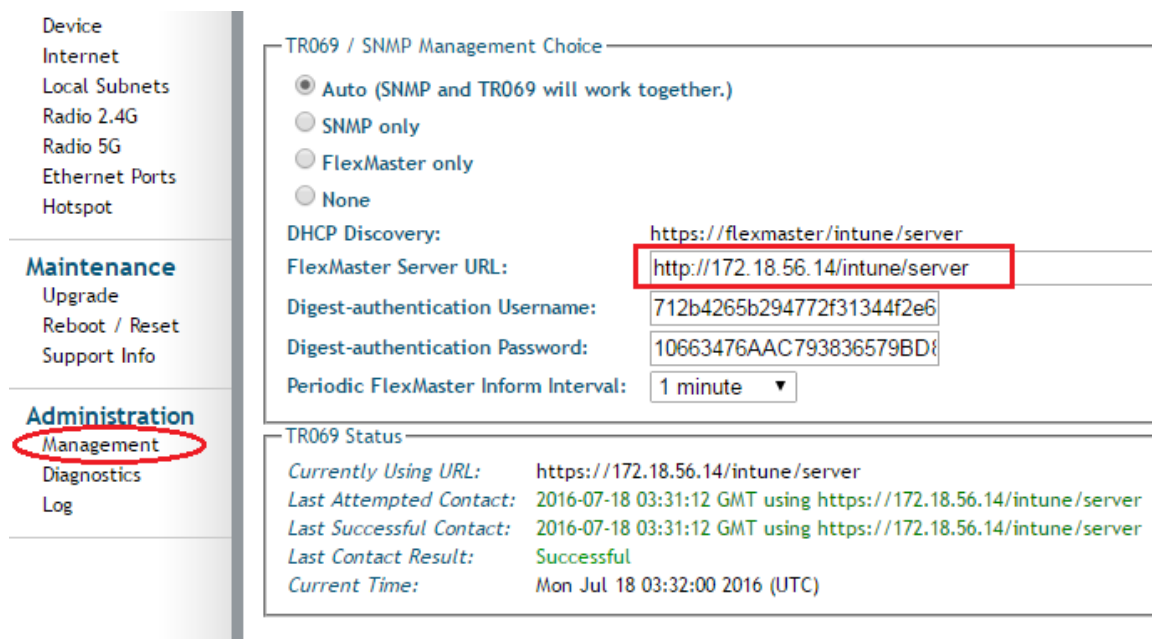 Device
Internet
Local Subnets
Radio 2.4G
Radio 5G
Ethernet Ports
Hotspot
Maintenance
Upgrade
Reboot / Reset
Support Info
Administration
Management
Diagnostics
Log
TR069 / SNMP Management Choice
Auto (SNMP and TR069 will work together.)
SNMP only
FlexMaster only
None
DHCP Discovery: https://flexmaster/intune/server
FlexMaster Server URL: http://172.18.56.14/intune/server
Digest-authentication Username: 712b4265b294772f31344f2e6
Digest-authentication Password: 10663476AAC793836579BD8
Periodic FlexMaster Inform Interval: 1 minute
TR069 Status
Currently Using URL: https://172.18.56.14/intune/server
Last Attempted Contact: 2016-07-18 03:31:12 GMT using https://172.18.56.14/intune/server
Last Successful Contact: 2016-07-18 03:31:12 GMT using https://172.18.56.14/intune/server
Last Contact Result: Successful
Current Time: Mon Jul 18 03:32:00 2016 (UTC)